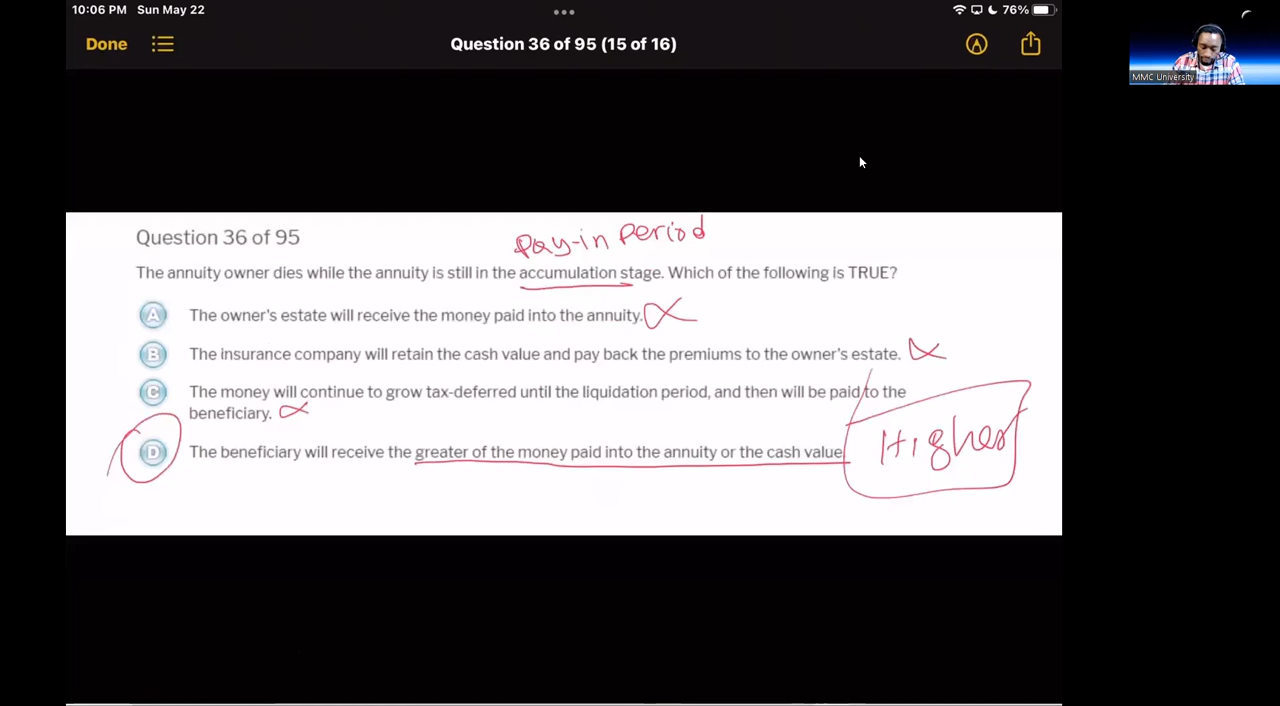 10:06 PM Sun May 22
76%
Done
Question 36 of 95 (15 of 16)
MMC University
Question 36 of 95
Pay-in Period
The annuity owner dies while the annuity is still in the accumulation stage. Which of the following is TRUE?
A The owner's estate will receive the money paid into the annuity.
B The insurance company will retain the cash value and pay back the premiums to the owner's estate.
C The money will continue to grow tax-deferred until the liquidation period, and then will be paid to the
beneficiary.
D The beneficiary will receive the greater of the money paid into the annuity or the cash value
Higher